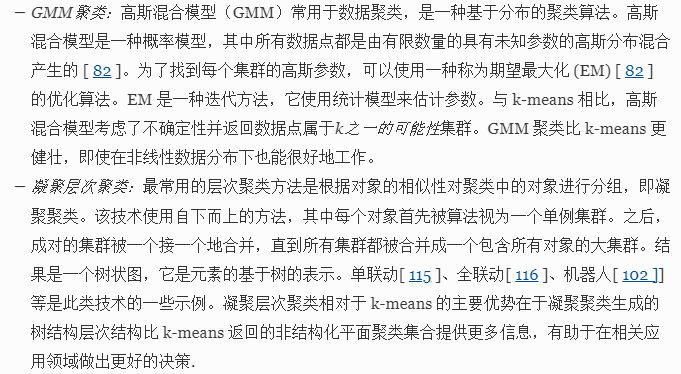 – GMM 聚类：高斯混合模型（GMM）常用于数据聚类，是一种基于分布的聚类算法。高斯
混合模型是一种概率模型，其中所有数据点都是由有限数量的具有未知参数的高斯分布混合
产生的 [ 82 ]。为了找到每个集群的高斯参数，可以使用一种称为期望最大化 (EM) [ 82 ]
的优化算法。EM 是一种迭代方法，它使用统计模型来估计参数。与 k-means 相比，高斯
混合模型考虑了不确定性并返回数据点属于k之一的可能性集群。GMM 聚类比 k-means 更
健壮，即使在非线性数据分布下也能很好地工作。
– 凝聚层次聚类：最常用的层次聚类方法是根据对象的相似性对聚类中的对象进行分组，即凝
聚聚类。该技术使用自下而上的方法，其中每个对象首先被算法视为一个单例集群。之后，
成对的集群被一个接一个地合并，直到所有集群都被合并成一个包含所有对象的大集群。结
果是一个树状图，它是元素的基于树的表示。单联动[ 115 ]、全联动[ 116 ]、机器人[ 102 ]]
等是此类技术的一些示例。凝聚层次聚类相对于 k-means 的主要优势在于凝聚聚类生成的
树结构层次结构比 k-means 返回的非结构化平面聚类集合提供更多信息，有助于在相关应
用领域做出更好的决策.